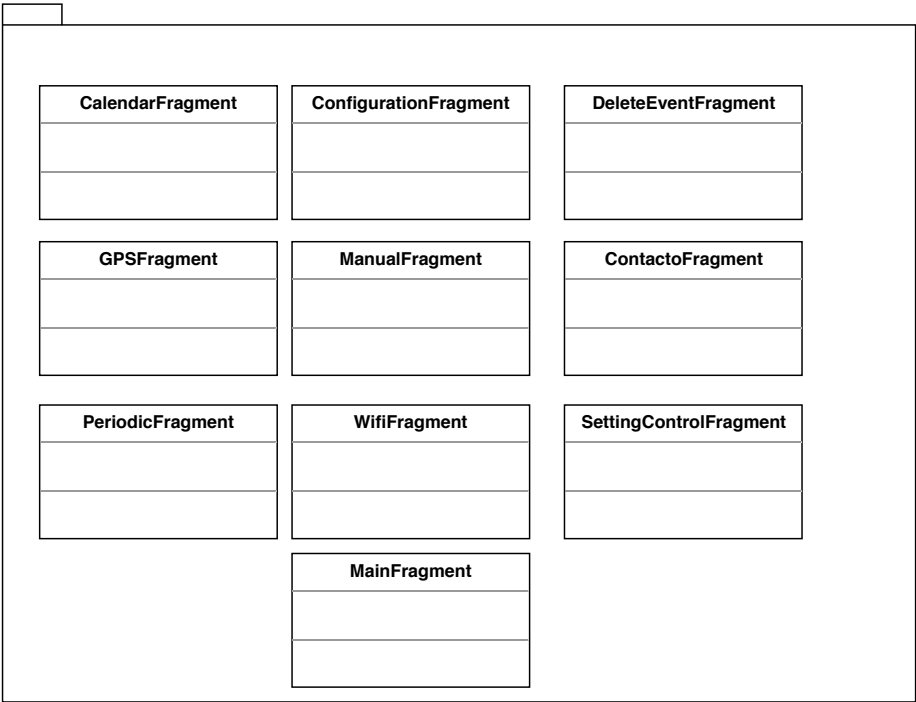 CalendarFragment
ConfigurationFragment
DeleteEventFragment
GPSFragment
ManualFragment
ContactoFragment
PeriodicFragment
WifiFragment
SettingControlFragment
MainFragment